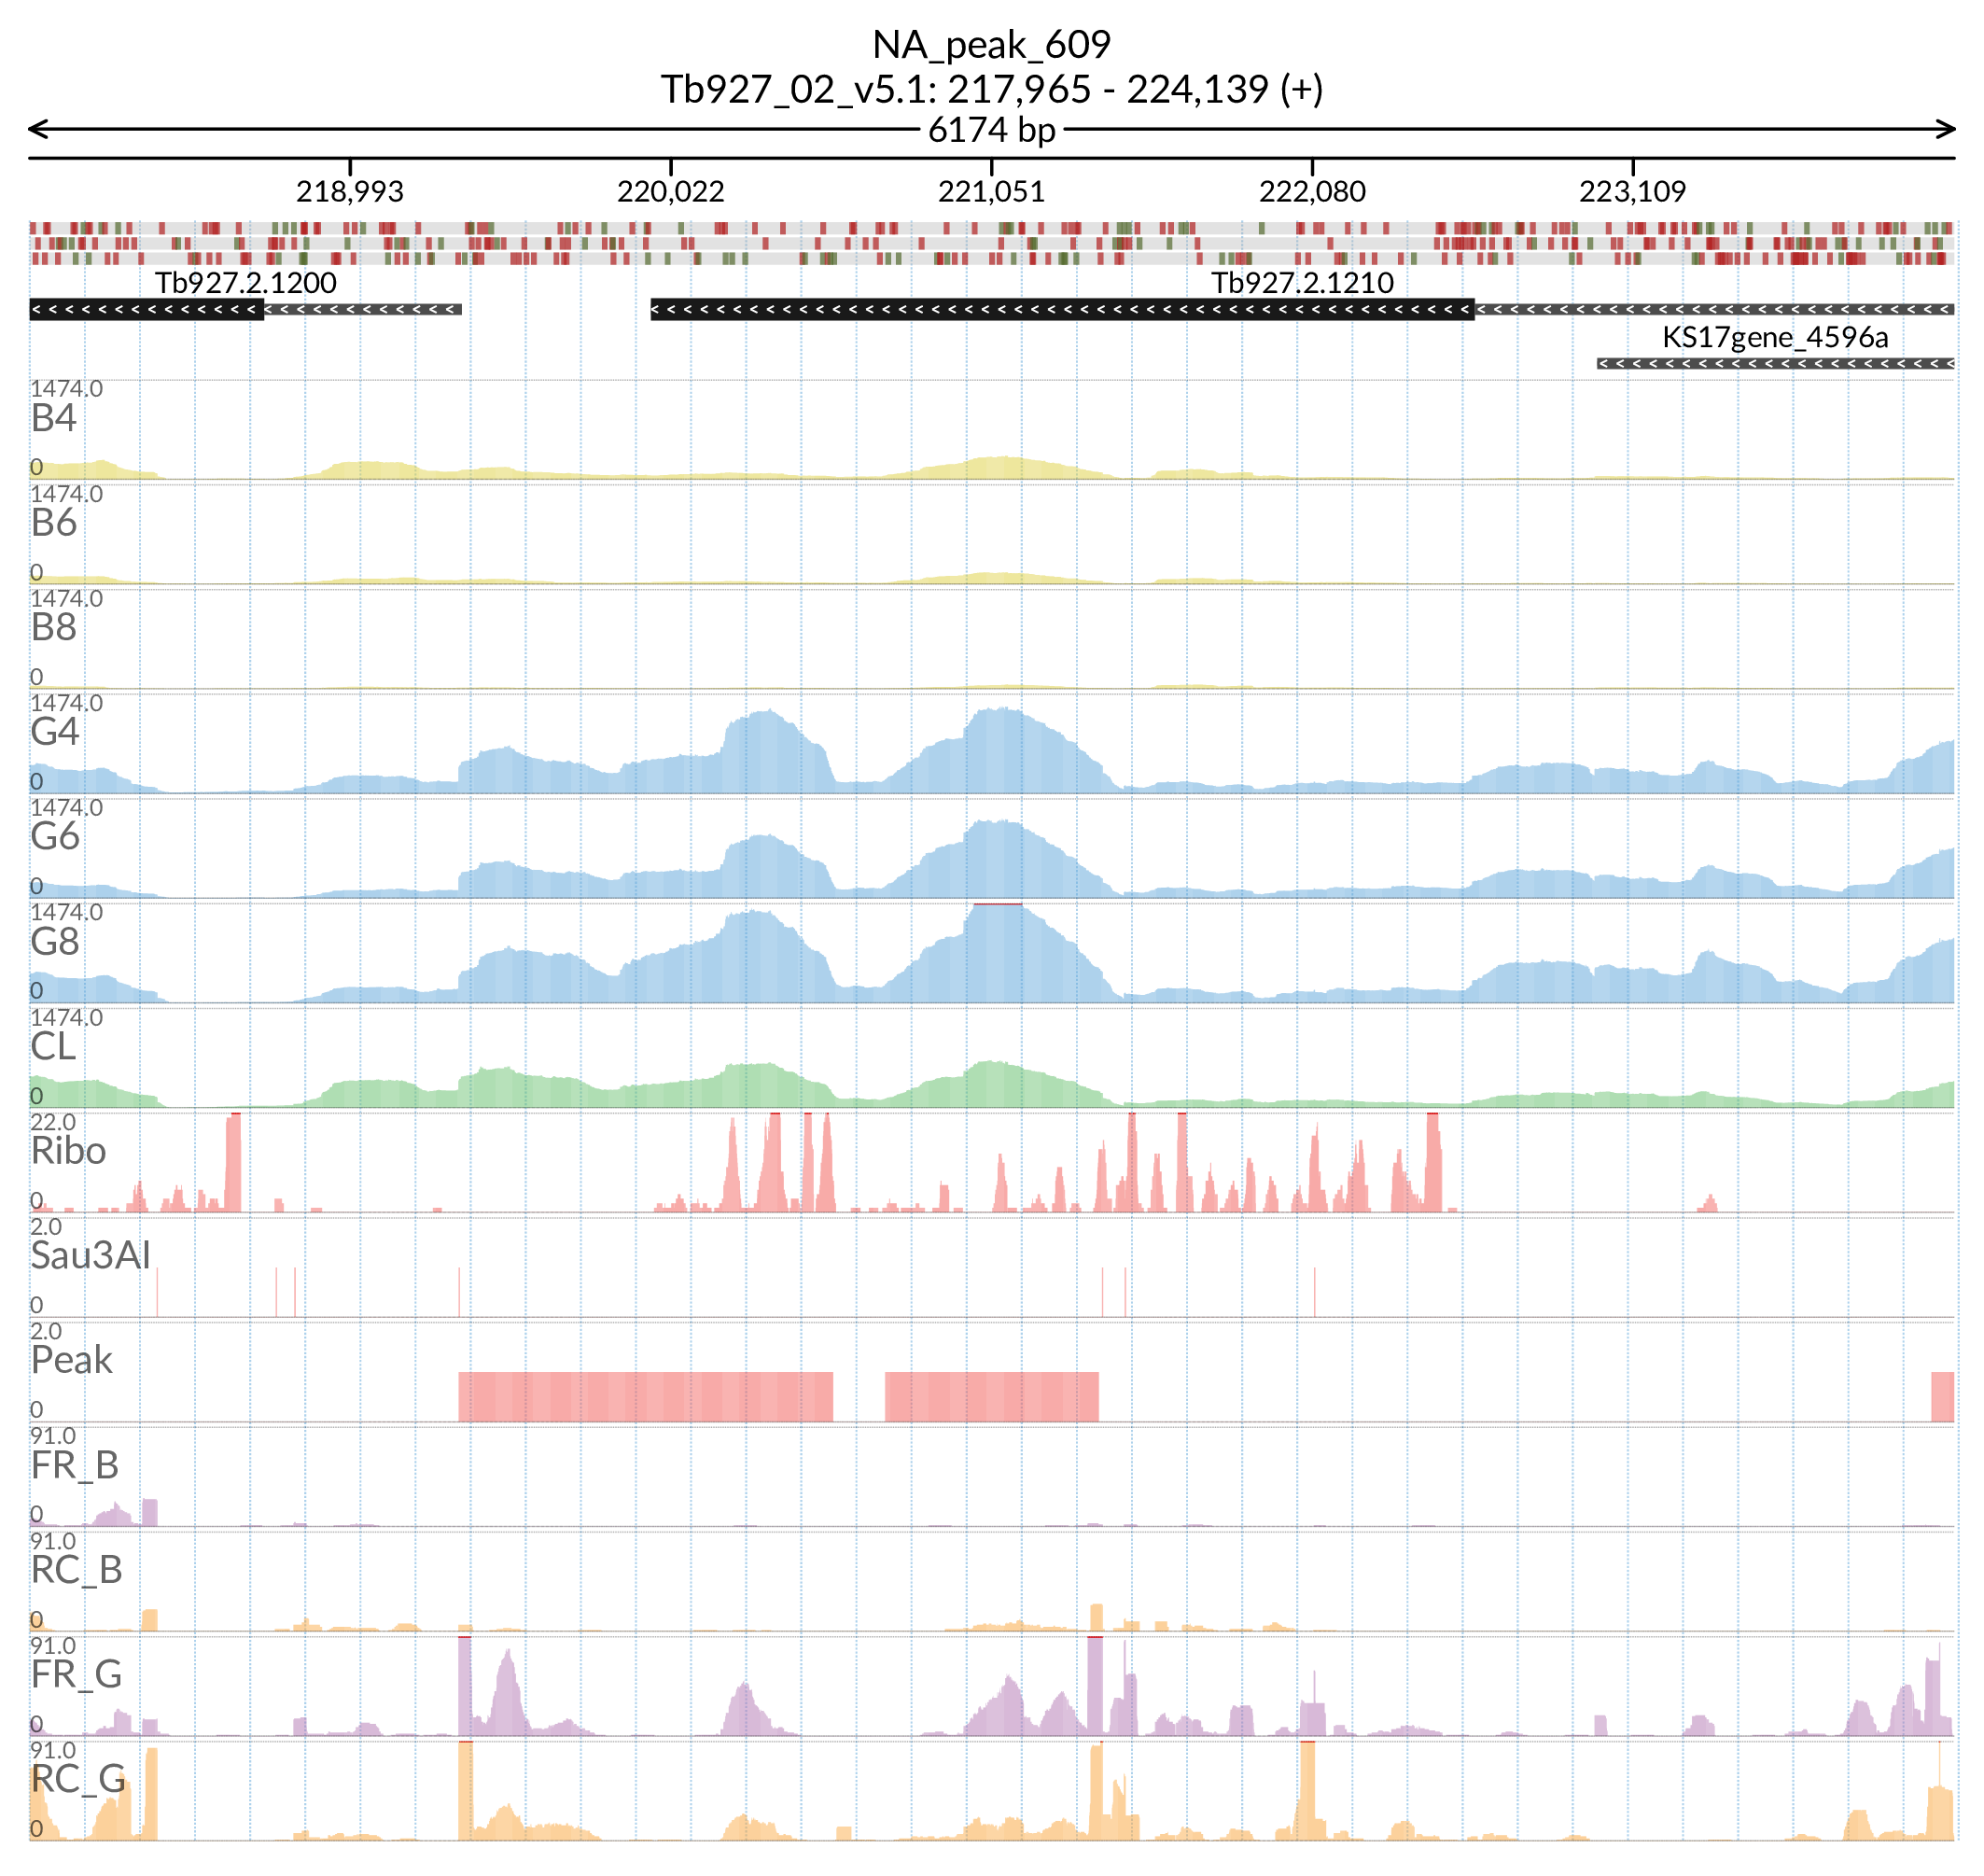 NA_peak_609
Tb927_02_v5.1: 217,965 - 224,139 (+)
6174 bp
218,993 220,022 221,051 222,080 223,109
Tb927.2.1200 Tb927.2.1210
KS17gene_4596a
1474.0
B4
0
1474.0
B6
0
1474.0
B8
0
1474.0
G4
0
1474.0
G6
0
1474.0
G8
0
1474.0
CL
0
22.0
Ribo
0
2.0
Sau3AI
0
2.0
Peak
0
91.0
FR_B
0
91.0
RC_B
0
91.0
FR_G
0
91.0
RC_G
0